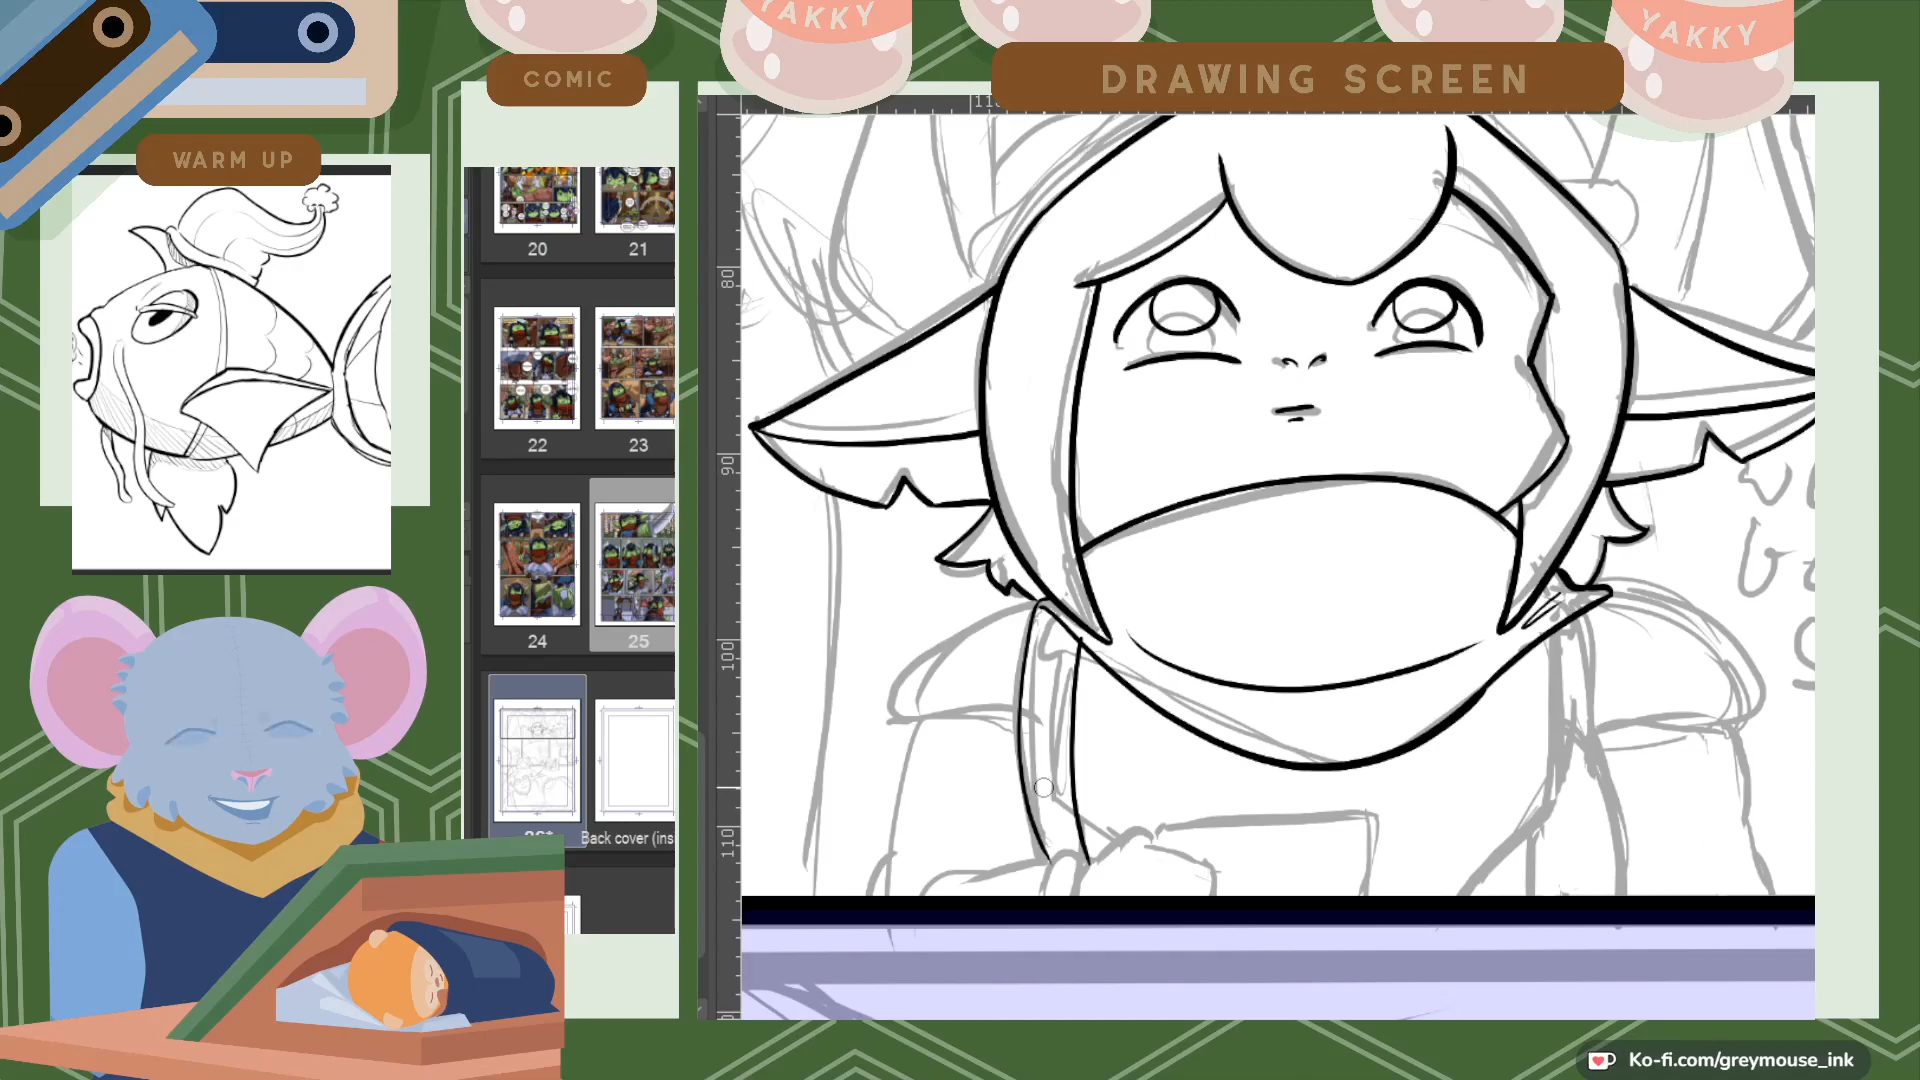 YAKKY
YAKKY
COMIC
DRAWING SCREEN
WARM UP
20
21
22
23
24
25
Back cover (ins
80
90
100
110
Ko-fi.com/greymouse_ink